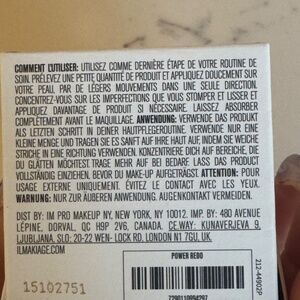 COMMENT L'UTILISER: UTILISEZ COMME DERNIÈRE ÉTAPE DE VOTRE ROUTINE DE
SOIN. PRÉLEVEZ UNE PETITE QUANTITÉ DE PRODUIT ET APPLIQUEZ DOUCEMENT SUR
VOTRE PEAU, PAR DE LÉGERS MOUVEMENTS DANS UNE SEULE DIRECTION.
CONCENTREZ-VOUS SUR LES IMPERFECTIONS QUE VOUS STOMPER ET LISSER ET
APPLIQUEZ DAVANTAGE DE PRODUIT SI NÉCESSAIRE. LAISSEZ ABSORBER
COMPLÈTEMENT AVANT LE MAQUILLAGE. ANWENDUNG: VERWENDE DAS PRODUKT
ALS LETZTEN SCHRITT IN DEINER HAUTPFLEGEROUTINE. VERWENDE NUR EINE
KLEINE MENGE UND TRAGEN SIE ES SANFT AUF IHRE HAUT AUF, INDEM SIE WEICHE
STRICHE IN EINE RICHTUNG VERWENDEN. KONZENTRIERE DICH AUF BEREICHE, DIE
DU GLÄTTEN MÖCHTEST TRAGE MEHR AUF BEI BEDARF LASS DAS PRODUKT
VOLLSTÄNDIG EINZIEHEN, BEVOR DU MAKE-UP AUFTRÄGST. ATTENTION: POUR
USAGE EXTERNE UNIQUEMENT. ÉVITEZ LE CONTACT AVEC LES YEUX.
WARNUNG: NUR ZUR ÄUßEREN ANWENDUNG. AUGENKONTAKT VERMEIDEN.
DIST BY: IM PRO MAKEUP NY, NEW YORK, NY, 10012. IMP. BY: 480 AVENUE
LÉPINE, DORVAL, QC H9P 2V6, CANADA. CE.WAY: KUNAVERJEVA 9,
LJUBLJANA, SLO: 20-22 WEN- LOCK RD, LONDON N1 7GU, UK.
ILMAKIAGE.COM
POWER REDO
15102751
7290110094297
212-44902P